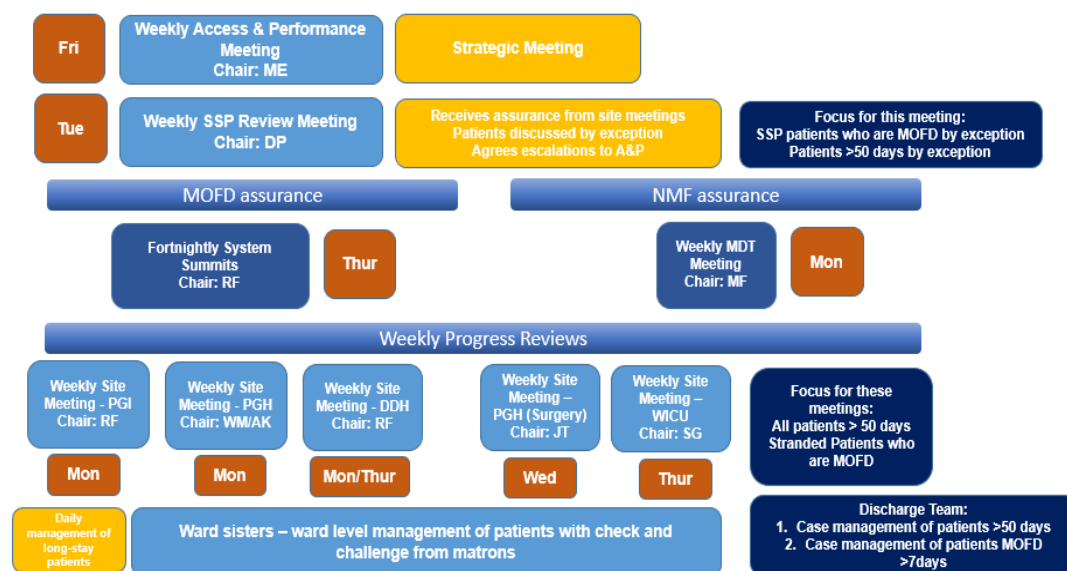 Fri
Weekly Access & Performance
Meeting
Chair: ME
Strategic Meeting
Tue
Weekly SSP Review Meeting
Chair: DP
Receives assurance from site meetings
Patients discussed by exception
Agrees escalations to A&P
Focus for this meeting:
SSP patients who are MOFD by exception
Patients >50 days by exception
MOFD assurance
NMF assurance
Fortnightly System
Summits
Chair: RF
Thur
Weekly MDT
Meeting
Chair: MF
Mon
Weekly Progress Reviews
Weekly Site
Meeting - PGI
Chair: RF
Weekly Site
Meeting - PGH
Chair: WM/AK
Weekly Site
Meeting - DDH
Chair: RF
Weekly Site
Meeting –
PGH (Surgery)
Chair: JT
Weekly Site
Meeting –
WICU
Chair: SG
Focus for these
meetings:
All patients > 50 days
Stranded Patients who
are MOFD
Mon
Mon
Mon/Thur
Wed
Thur
Daily
management of
long-stay
patients
Ward sisters – ward level management of patients with check and
challenge from matrons
Discharge Team:
1. Case management of patients >50 days
2. Case management of patients MOFD
>7days